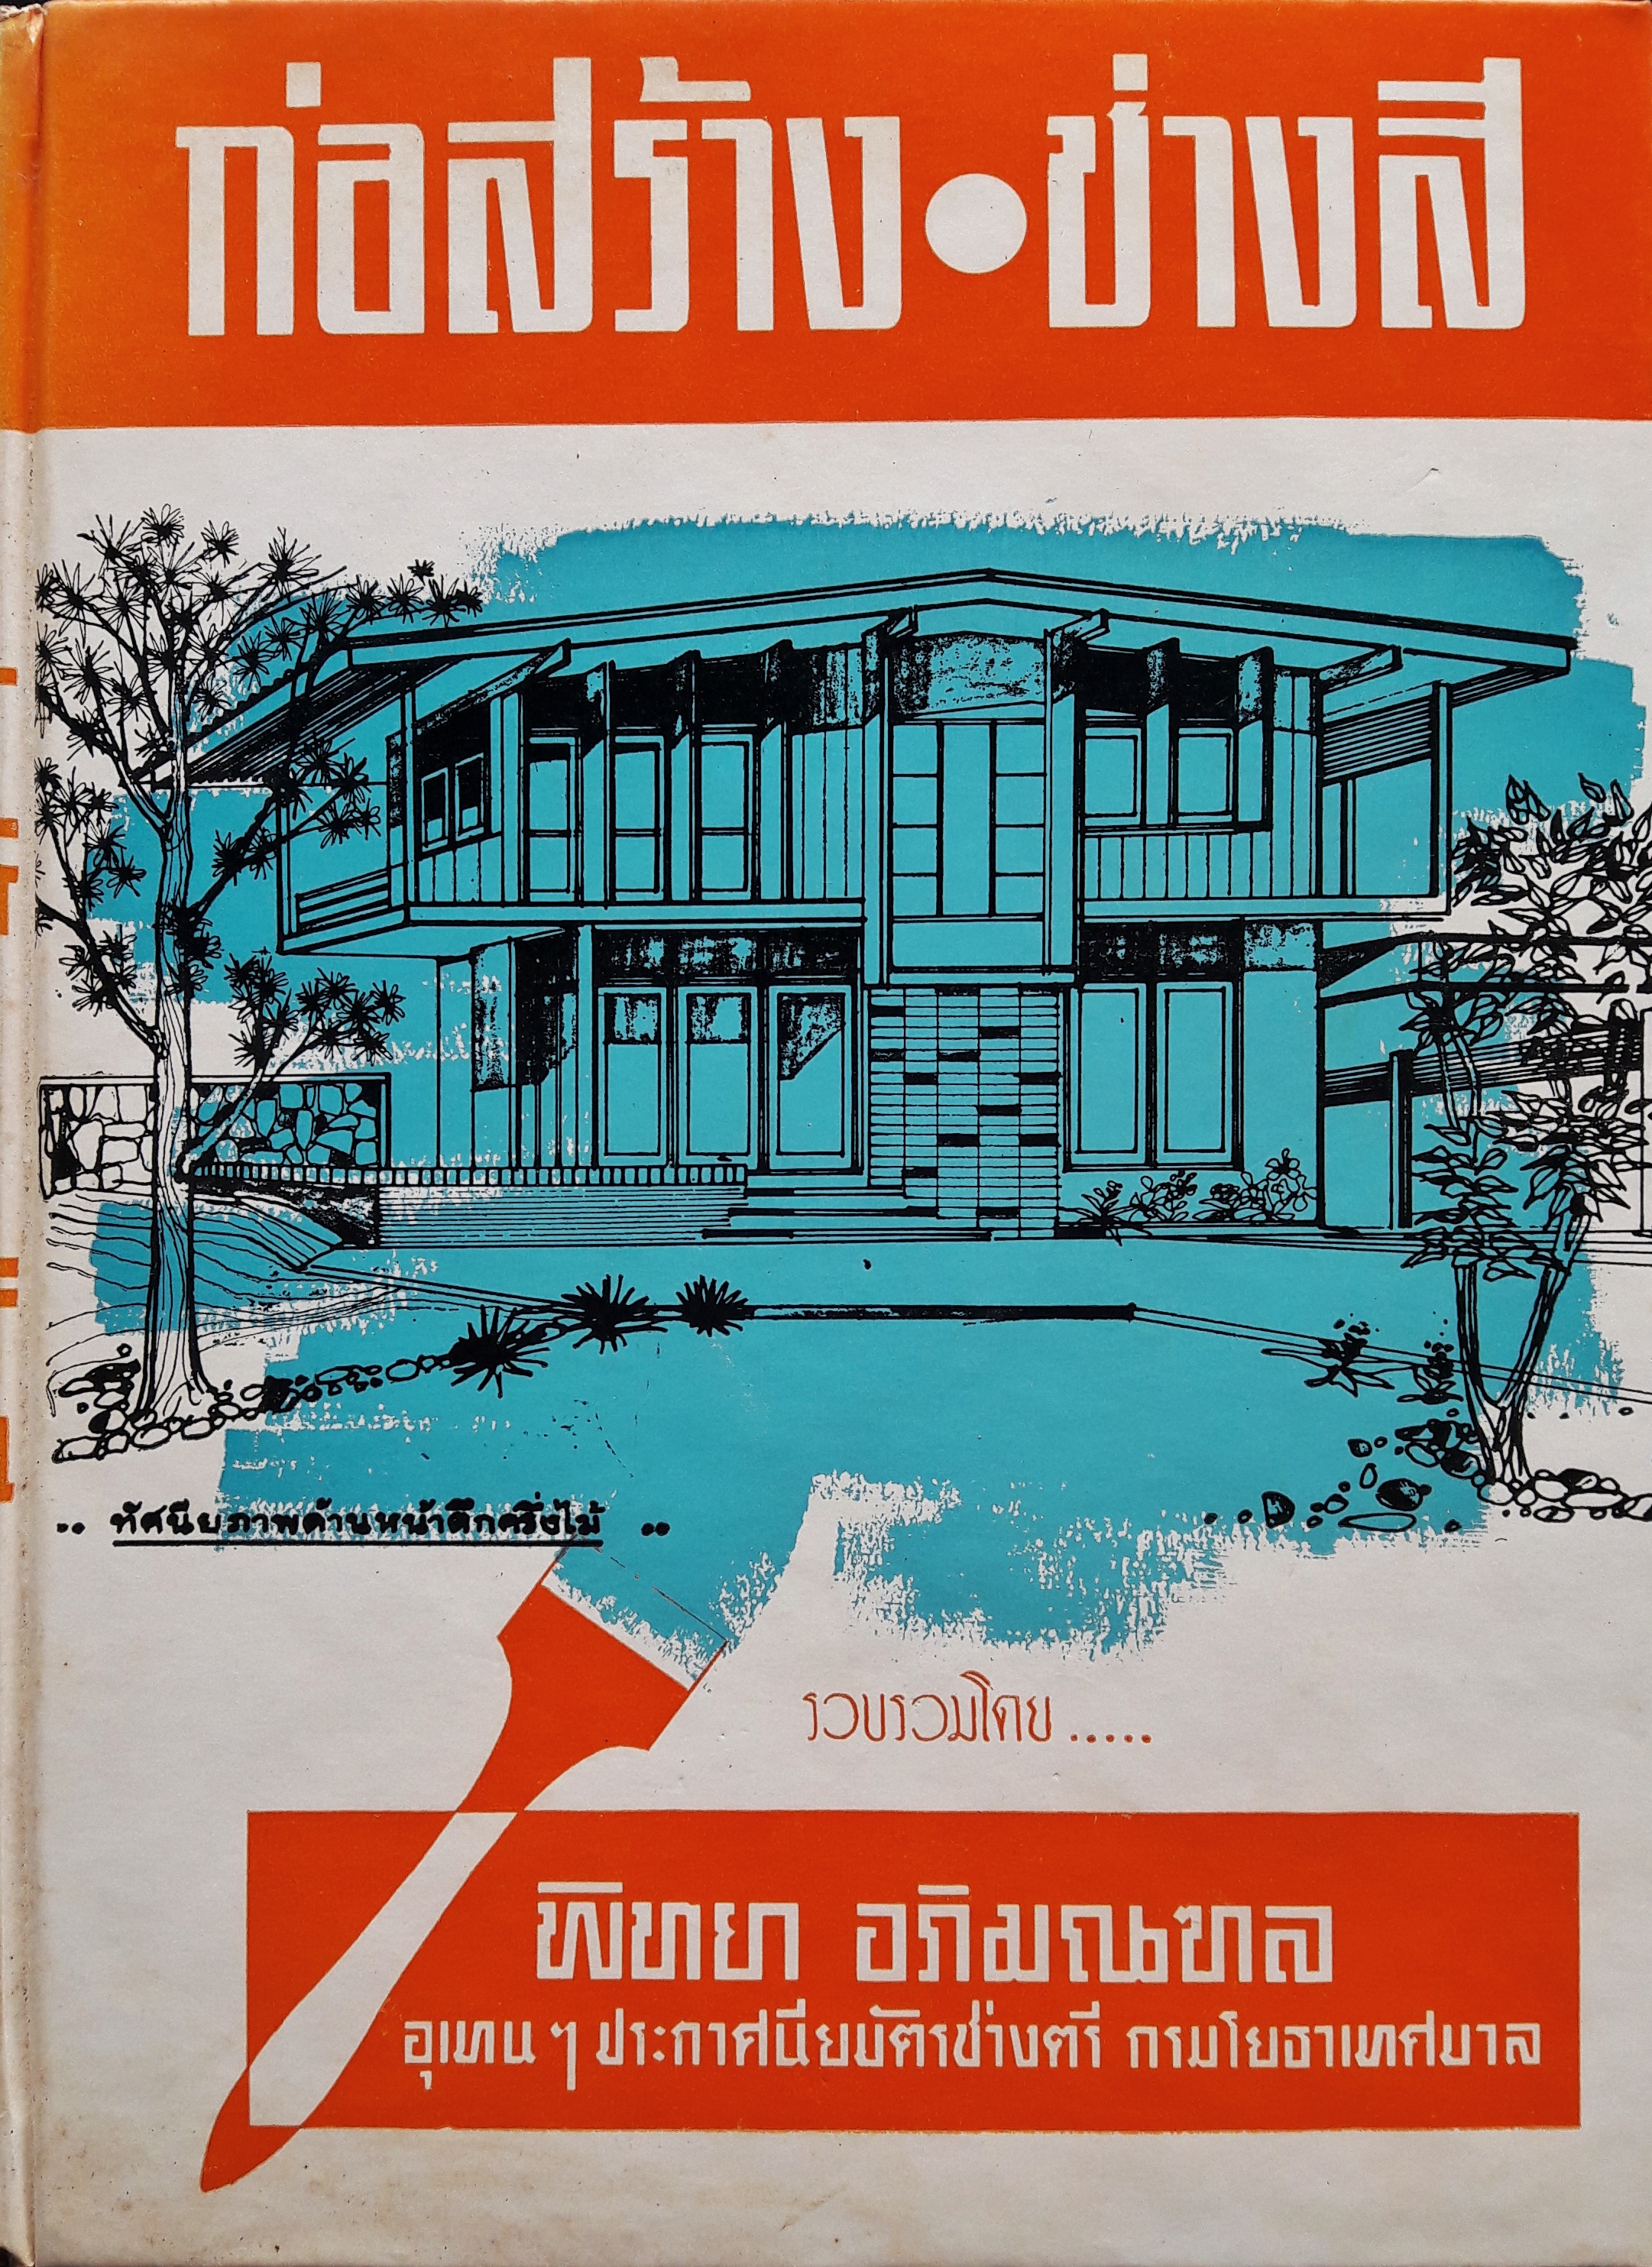 ก่อสร้าง • ช่างสี
.. ทัศนียภาพด้านหน้าตึกครึ่งไม้ ..
รวบรวมโดย .....
พิทยา อภิมณฑล
อุเทน ๆ ประกาศนียบัตรช่างตรี กรมโยธาเทศบาล